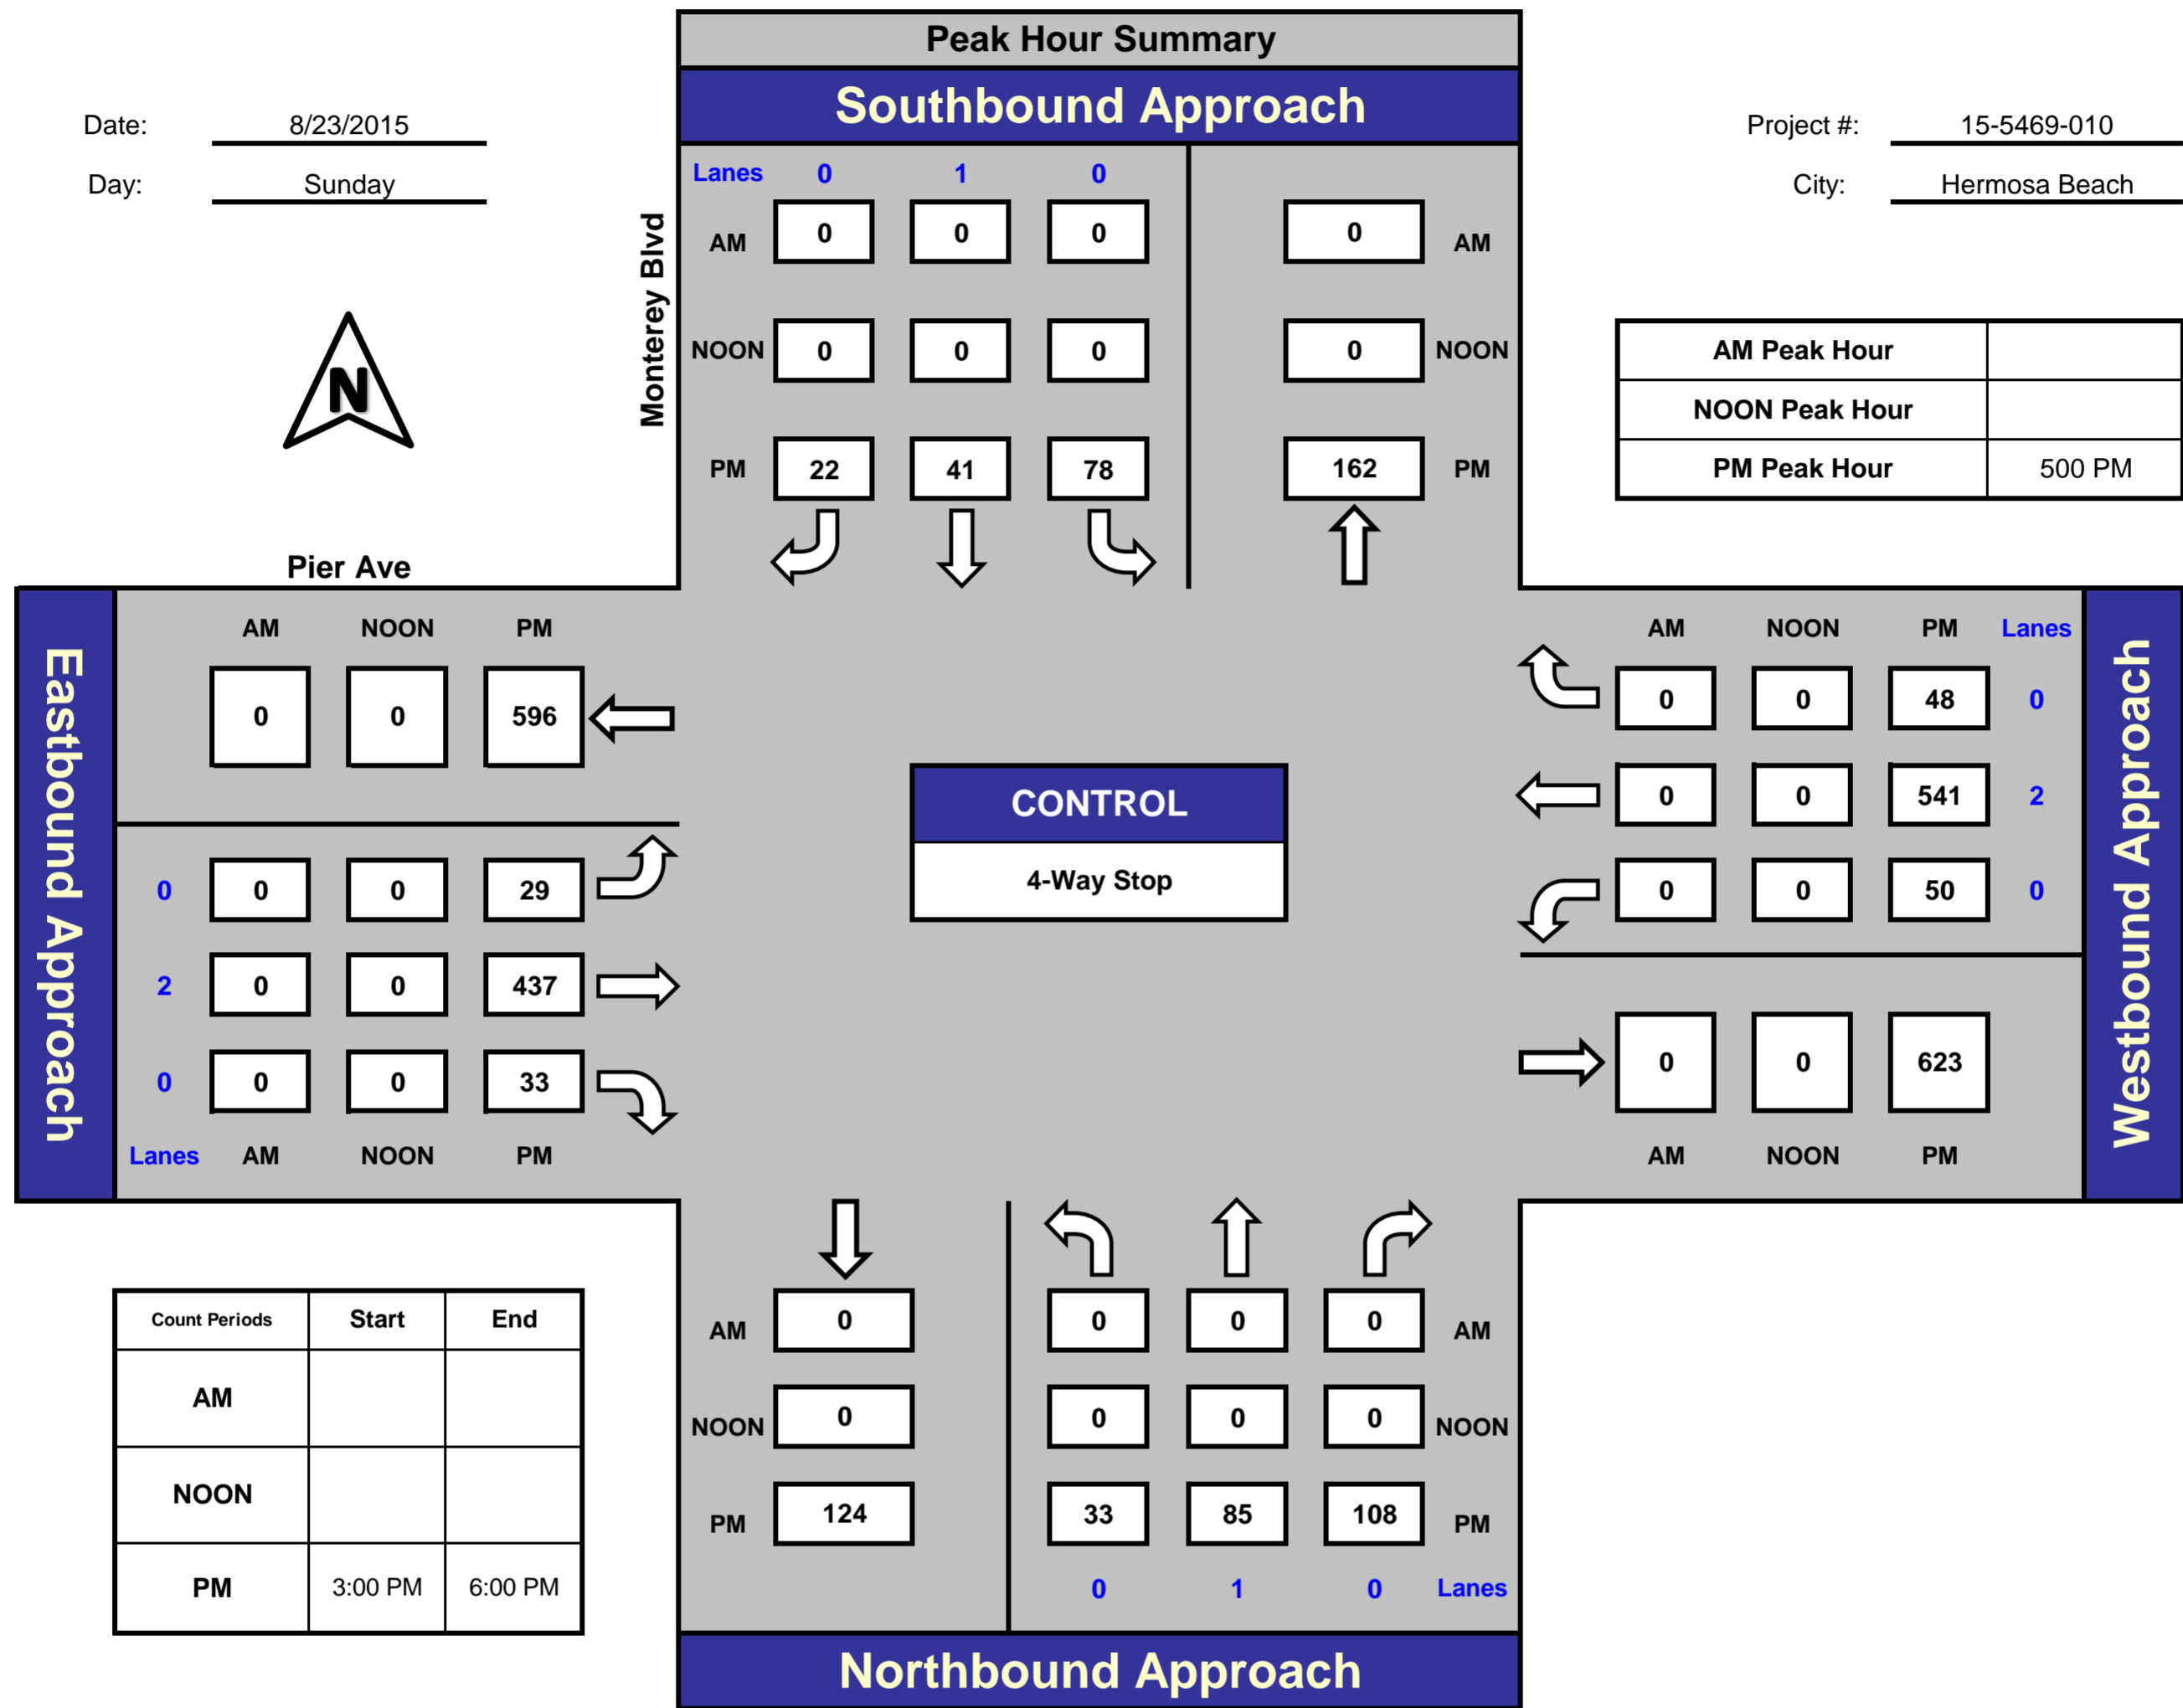 Peak Hour Summary
Southbound Approach
Date: 8/23/2015
Day: Sunday
Project #: 15-5469-010
City: Hermosa Beach
N
Monterey Blvd
Lanes 0 1 0
AM 0 0 0 0 AM
NOON 0 0 0 0 NOON
PM 22 41 78 162 PM
AM Peak Hour
NOON Peak Hour
PM Peak Hour 500 PM
Pier Ave
Eastbound Approach
AM NOON PM
0 0 596
0 0 0 29
2 0 0 437
0 0 0 33
Lanes AM NOON PM
CONTROL
4-Way Stop
AM NOON PM Lanes
0 0 48 0
0 0 541 2
0 0 50 0
0 0 623
AM NOON PM
Westbound Approach
Count Periods Start End
AM
NOON
PM 3:00 PM 6:00 PM
AM 0 0 0 0 AM
NOON 0 0 0 0 NOON
PM 124 33 85 108 PM
0 1 0 Lanes
Northbound Approach